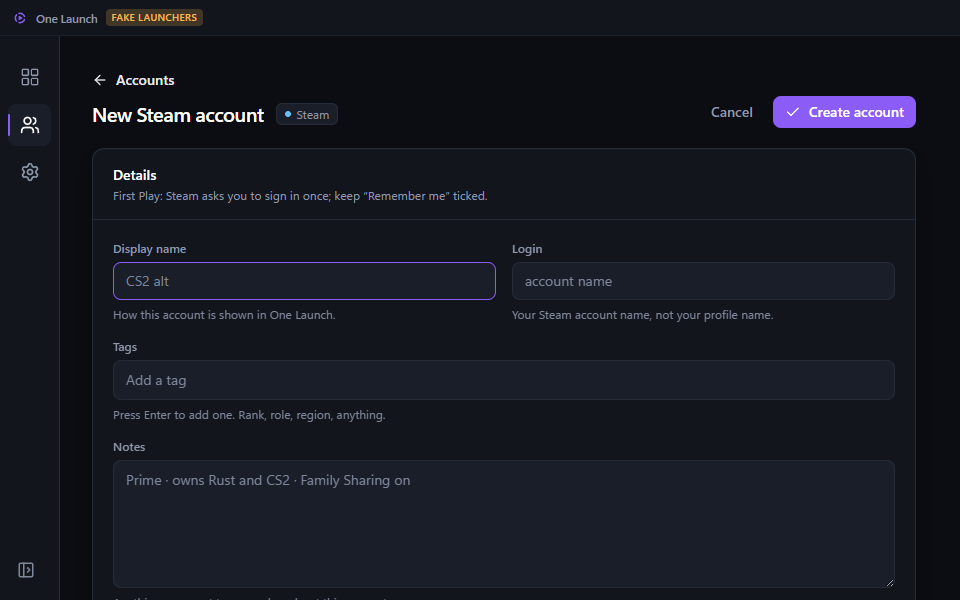 One Launch FAKE LAUNCHERS
Accounts
New Steam account Steam
Cancel Create account
Details
First Play: Steam asks you to sign in once; keep “Remember me” ticked.
Display name
CS2 alt
How this account is shown in One Launch.
Login
account name
Your Steam account name, not your profile name.
Tags
Add a tag
Press Enter to add one. Rank, role, region, anything.
Notes
Prime · owns Rust and CS2 · Family Sharing on